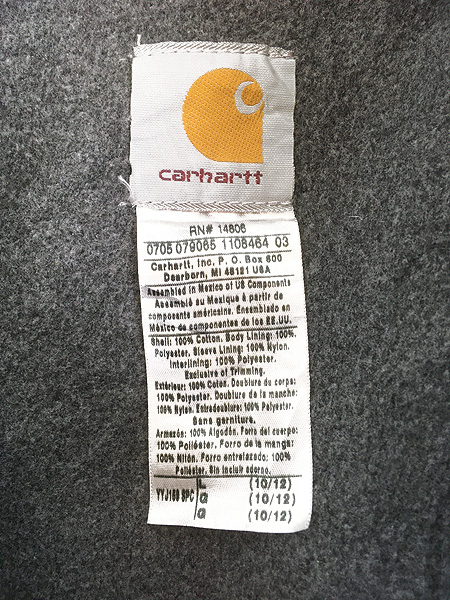 carhartt
RN# 14806
0705 079065 1108464 03
Carhartt, Inc. P. O. Box 600
Dearborn, MI 48121 USA
Assembled in Mexico of US Components
Assemblé au Mexique à partir de
composants américains. Ensamblado en
México de componentes de los EE.UU.
Shell: 100% Cotton. Body Lining: 100%
Polyester. Sleeve Lining: 100% Nylon.
Interlining: 100% Polyester.
Exclusive of Trimming.
Extérieur: 100% Coton. Doublure du corps:
100% Polyester. Doublure de la manche:
100% Nylon. Entredoublure: 100% Polyester.
Sans garniture.
Armazón: 100% Algodón. Forro del cuerpo:
100% Poliéster. Forro de la manga:
100% Nilón. Forro entrelazado: 100%
Poliéster. Sin incluir adorno.
L (10/12)
G (10/12)
G (10/12)